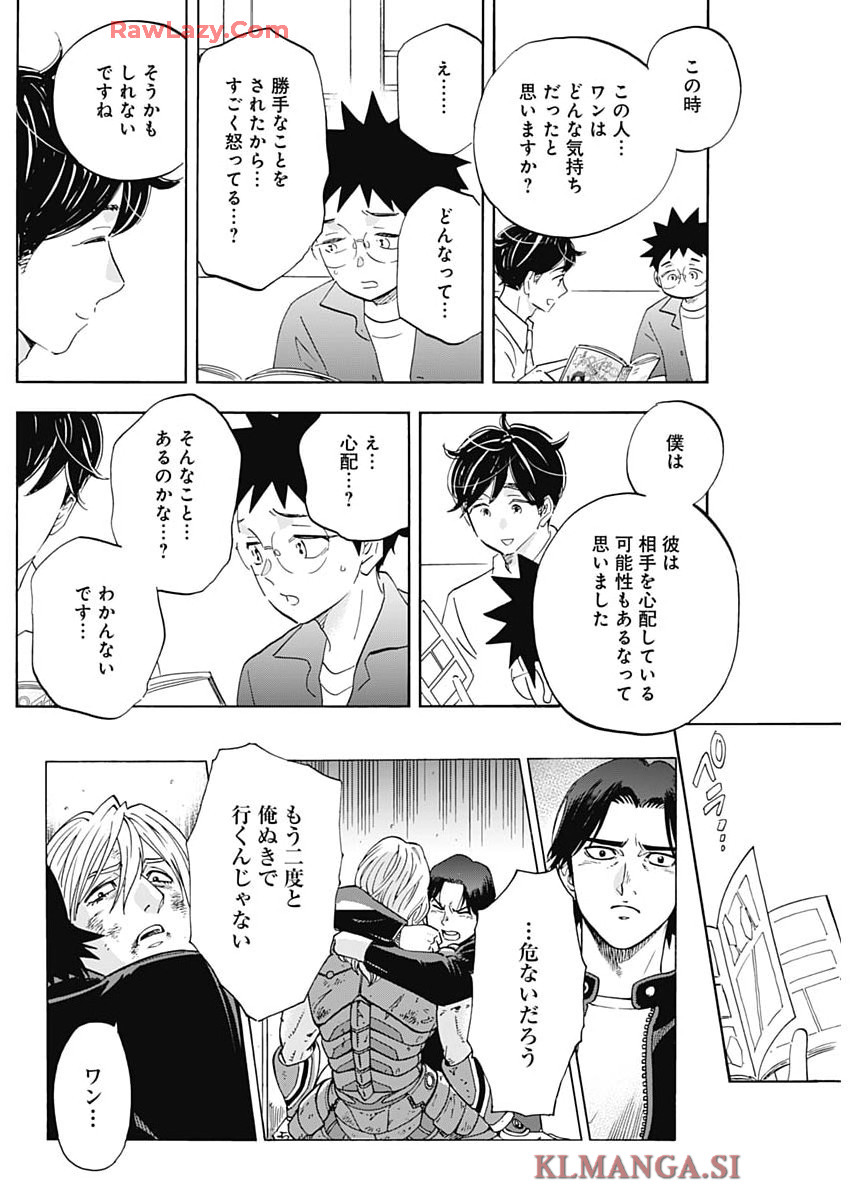 RawLazy.Com
この時
この人…
ワンは
どんな気持ち
だったと
思いますか?
え……
どんなって…
勝手なことを
されたから…
すごく怒ってる…?
そうかも
しれない
ですね
僕は
彼は
相手を心配している
可能性もあるなって
思いました
え…
心配…?
そんなこと…
あるのかな…?
わかんない
です…
ペラ…
…危ないだろう
もう二度と
俺ぬきで
行くんじゃない
ワン…
KLMANGA.SI